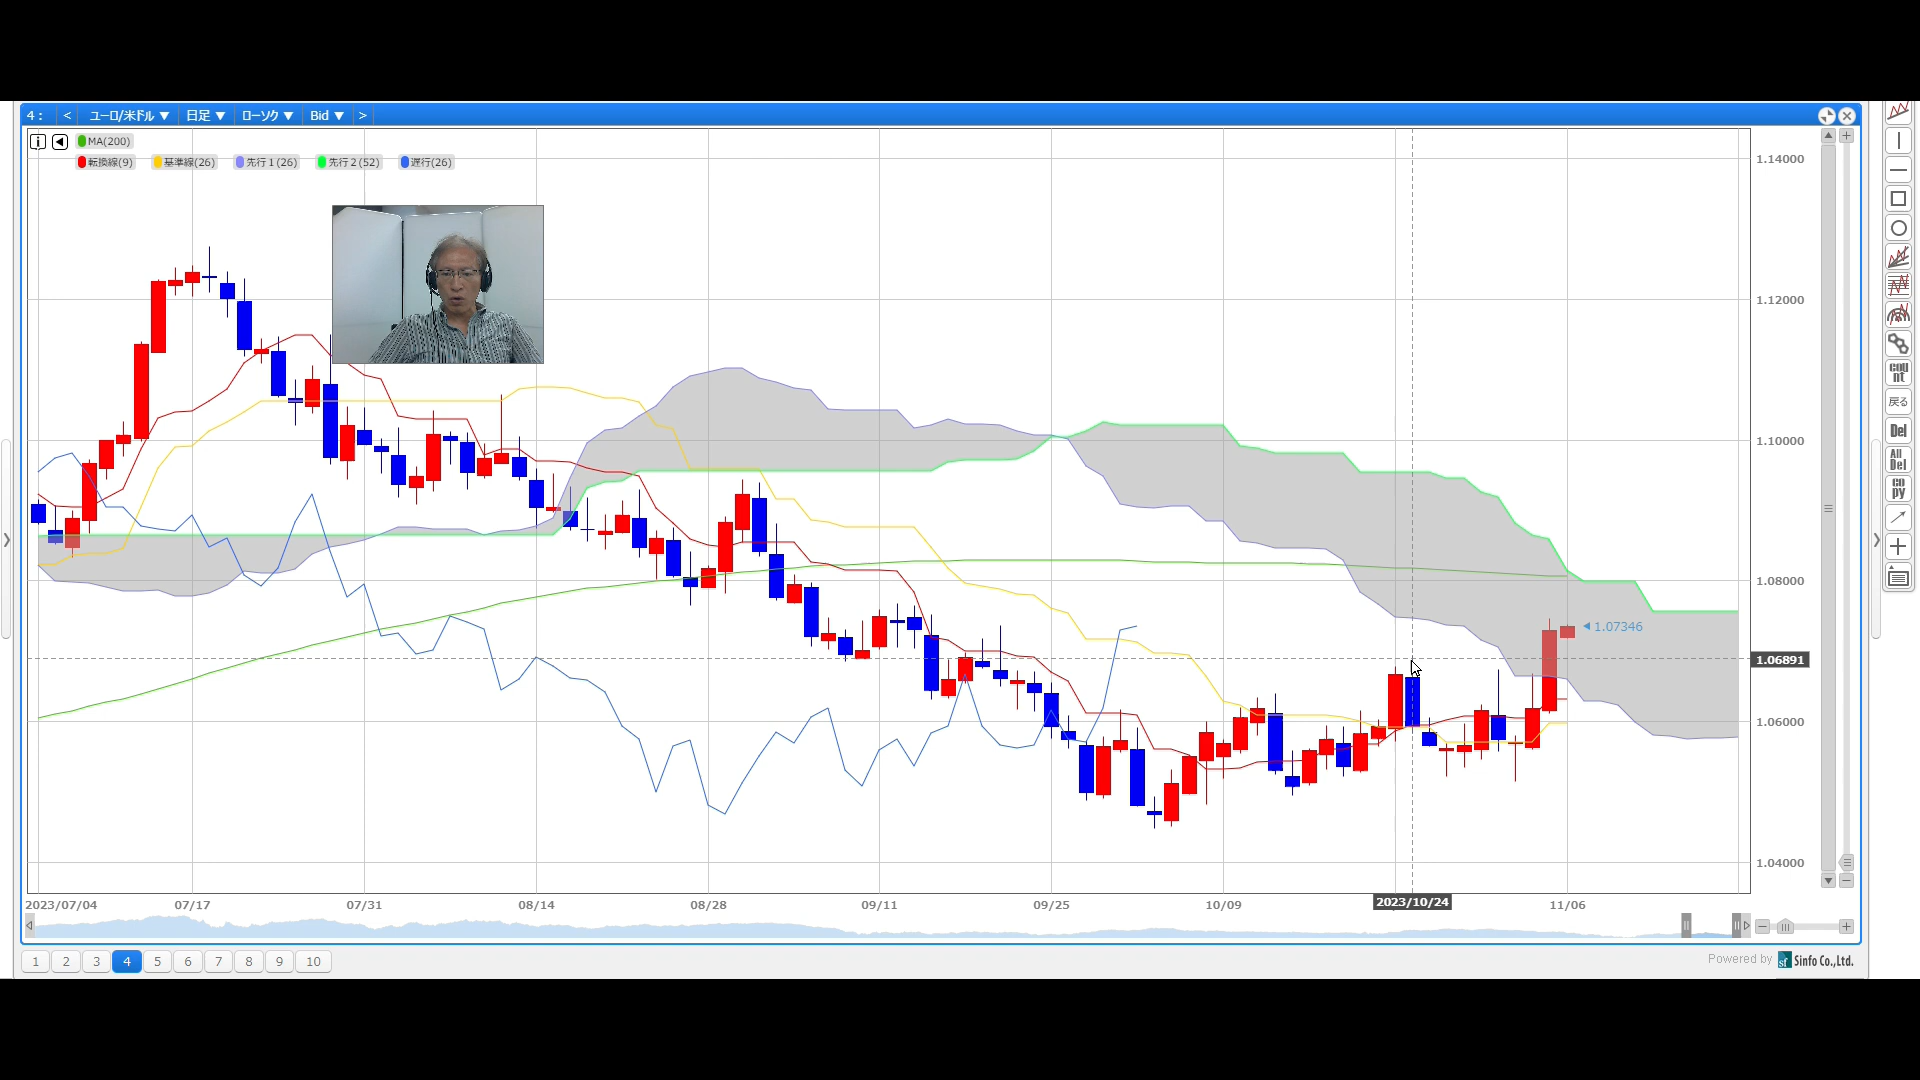 4： < ユーロ/米ドル ▼ 日足 ▼ ローソク ▼ Bid ▼ >
MA(200)
転換線(9) 基準線(26) 先行１(26) 先行２(52) 遅行(26)
1.14000
1.12000
1.10000
1.08000
1.07346
1.06891
1.06000
1.04000
2023/07/04 07/17 07/31 08/14 08/28 09/11 09/25 10/09 2023/10/24 11/06
1 2 3 4 5 6 7 8 9 10
Powered by Sinfo Co.,Ltd.
cou
nt
戻る
Del
All
Del
co
py